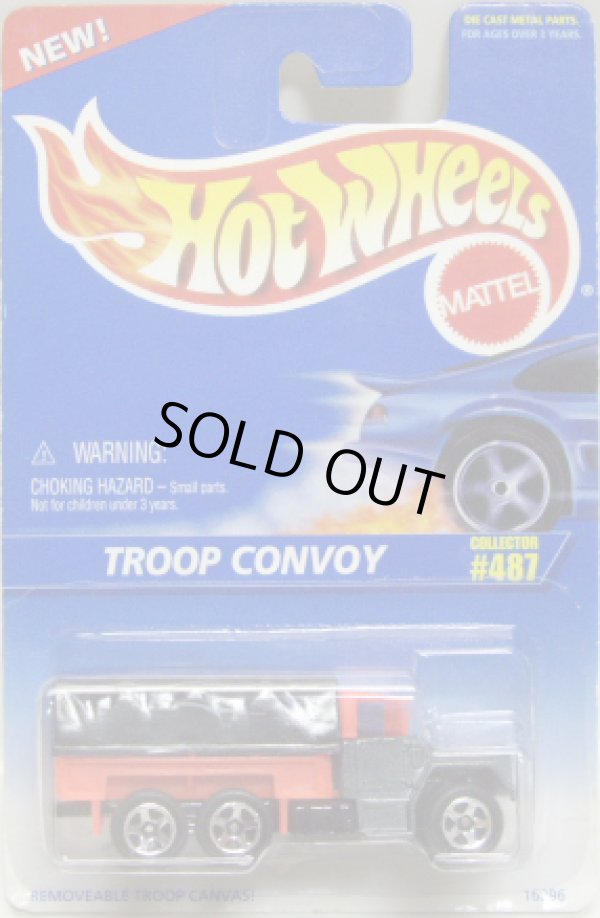 NEW!
DIE CAST METAL PARTS.
FOR AGES OVER 3 YEARS.
HOT WHEELS
MATTEL
®
SOLD OUT
WARNING:
CHOKING HAZARD – Small parts.
Not for children under 3 years.
TROOP CONVOY
COLLECTOR
#487
REMOVEABLE TROOP CANVAS!